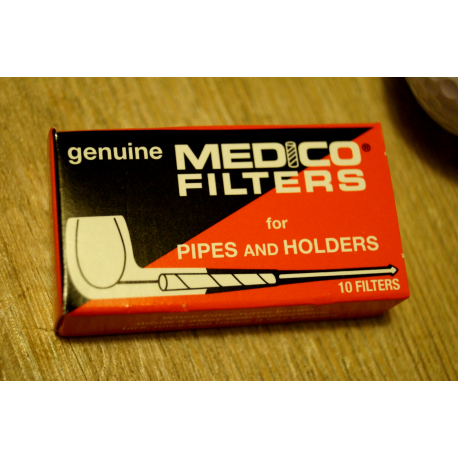 genuine MEDICO®
FILTERS
for
PIPES AND HOLDERS
10 FILTERS